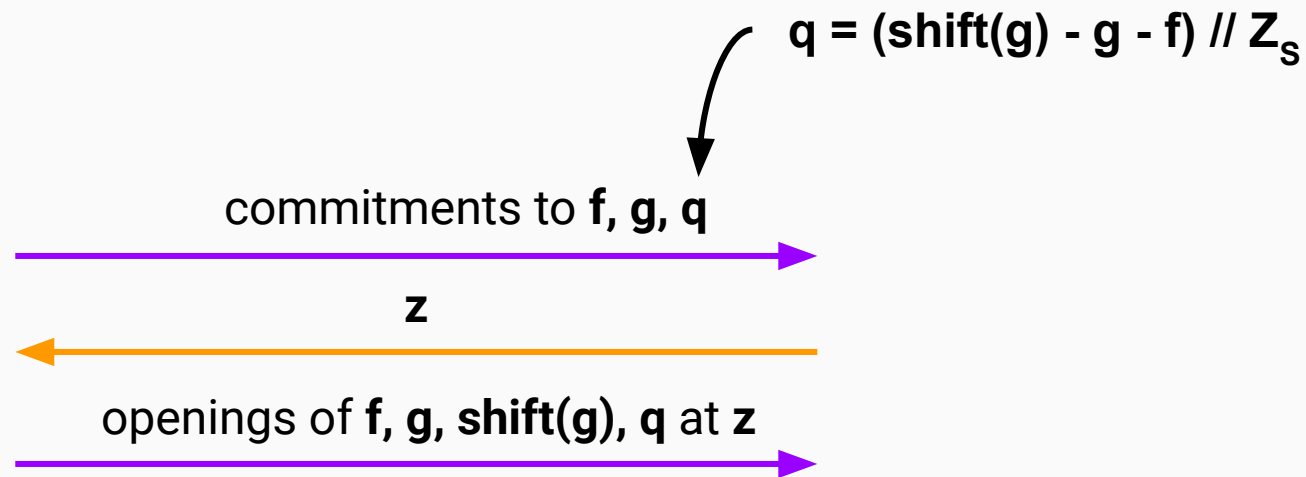 q = (shift(g) - g - f) // Z_S
commitments to f, g, q
z
openings of f, g, shift(g), q at z